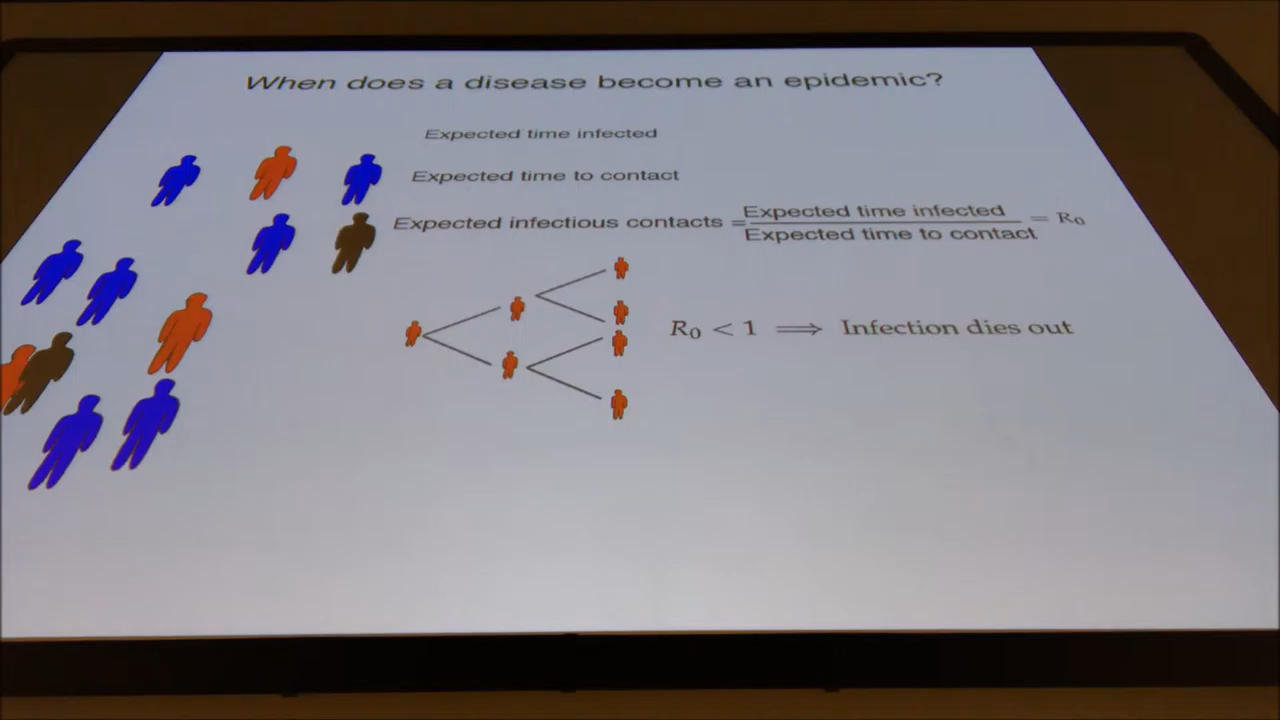 When does a disease become an epidemic?
Expected time infected
Expected time to contact
Expected infectious contacts = Expected time infected / Expected time to contact = R₀
R₀ < 1 ⟹ Infection dies out